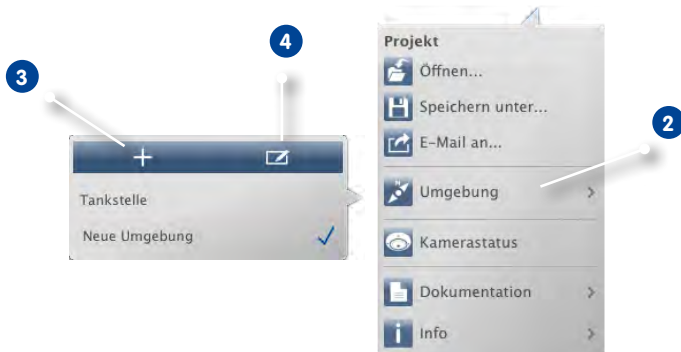 4
3
+
Tankstelle
Neue Umgebung
Projekt
Öffnen...
Speichern unter...
E-Mail an...
2
Umgebung
Kamerastatus
Dokumentation
i Info